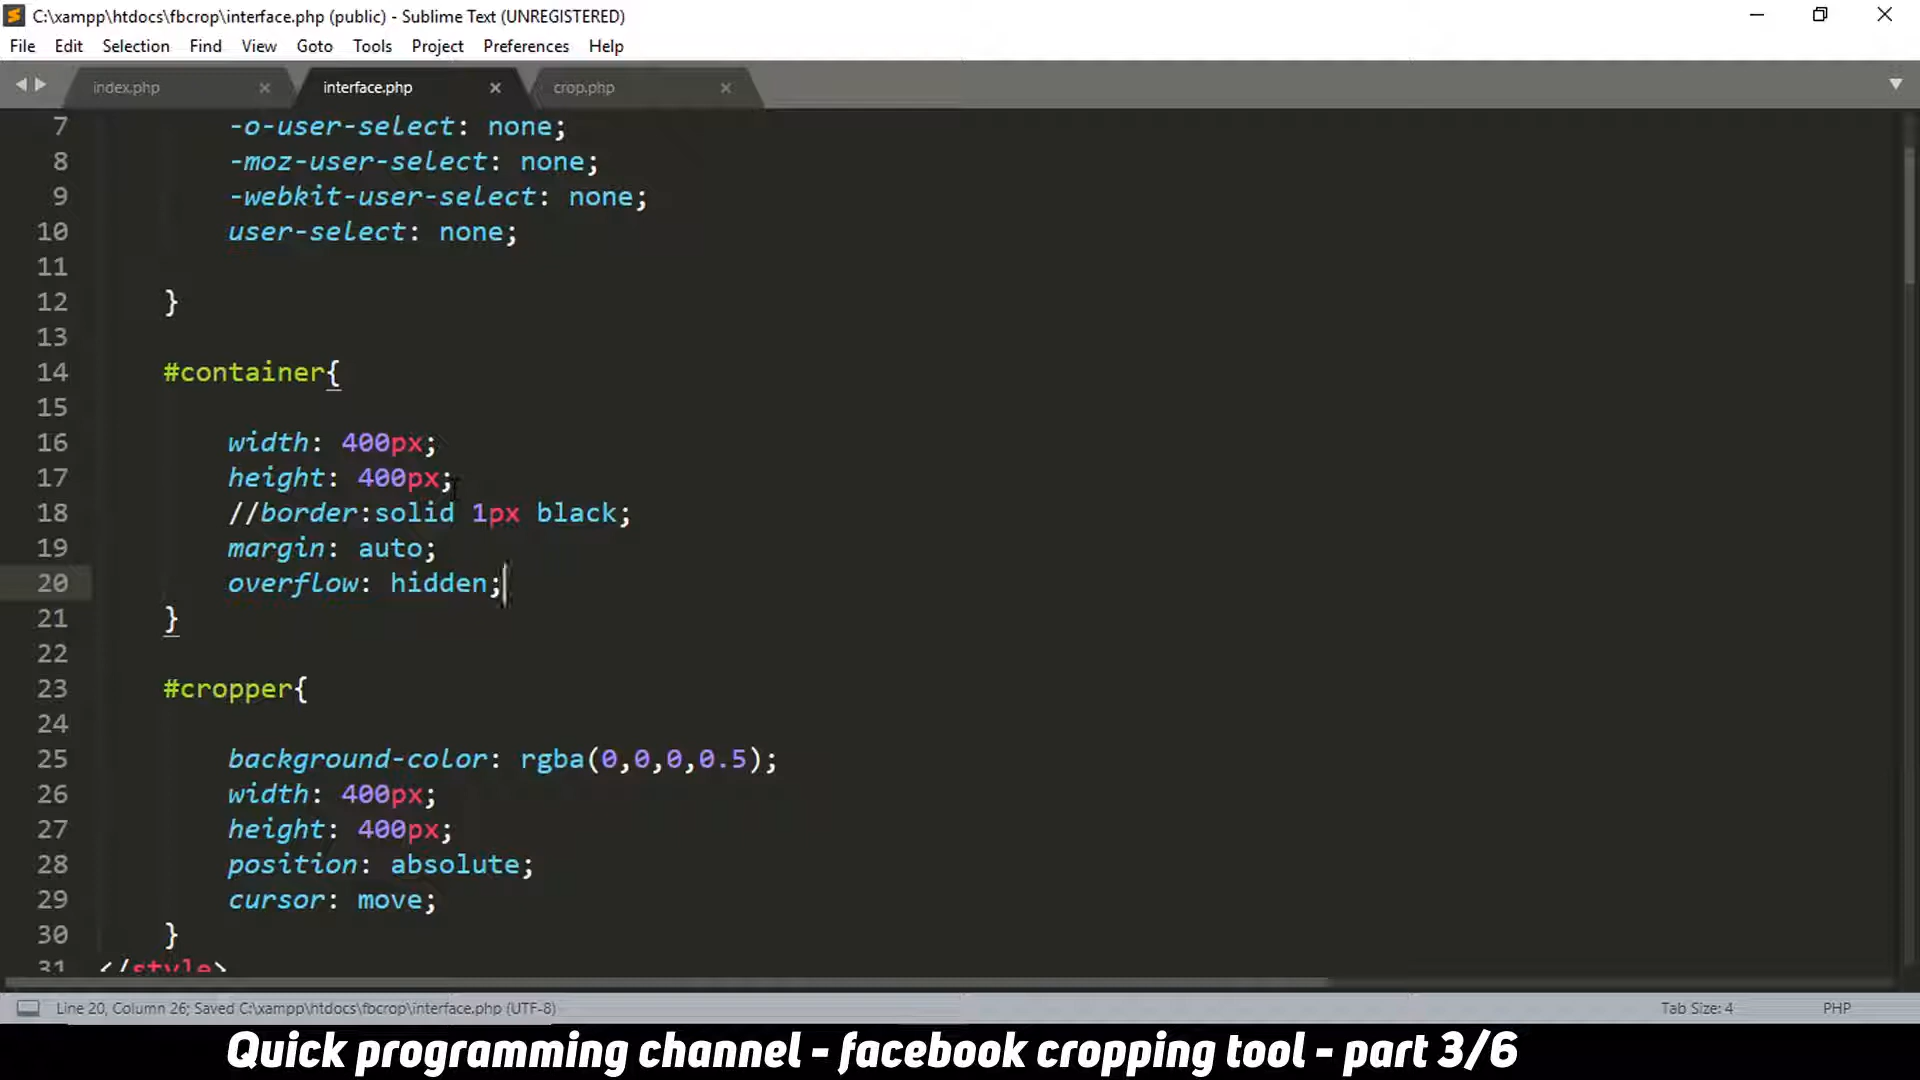 C:\xampp\htdocs\fbcrop\interface.php (public) - Sublime Text (UNREGISTERED)
File Edit Selection Find View Goto Tools Project Preferences Help
index.php interface.php crop.php
7 -o-user-select: none;
8 -moz-user-select: none;
9 -webkit-user-select: none;
10 user-select: none;
11
12 }
13
14 #container{
15
16 width: 400px;
17 height: 400px;
18 //border:solid 1px black;
19 margin: auto;
20 overflow: hidden;
21 }
22
23 #cropper{
24
25 background-color: rgba(0,0,0,0.5);
26 width: 400px;
27 height: 400px;
28 position: absolute;
29 cursor: move;
30 }
31 </style>
Line 20, Column 26; Saved C:\xampp\htdocs\fbcrop\interface.php (UTF-8) Tab Size: 4 PHP
Quick programming channel - facebook cropping tool - part 3/6